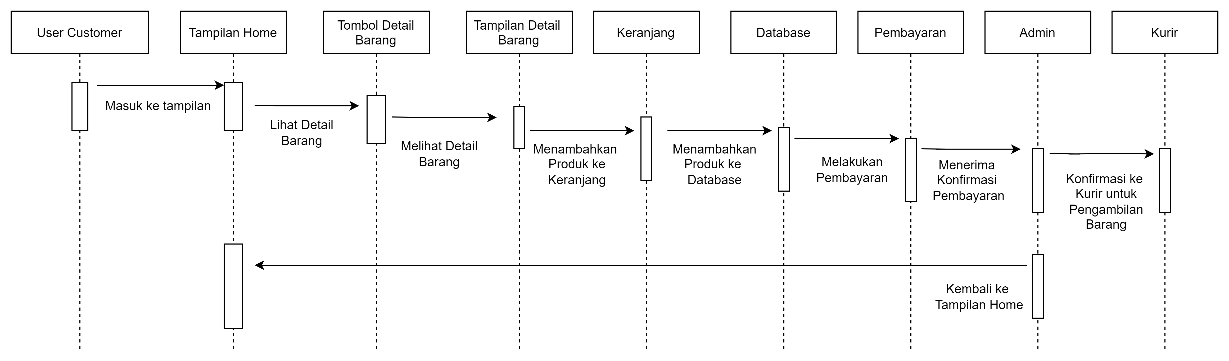 User Customer
Tampilan Home
Tombol Detail
Barang
Tampilan Detail
Barang
Keranjang
Database
Pembayaran
Admin
Kurir
Masuk ke tampilan
Lihat Detail
Barang
Melihat Detail
Barang
Menambahkan
Produk ke
Keranjang
Menambahkan
Produk ke
Database
Melakukan
Pembayaran
Menerima
Konfirmasi
Pembayaran
Konfirmasi ke
Kurir untuk
Pengambilan
Barang
Kembali ke
Tampilan Home